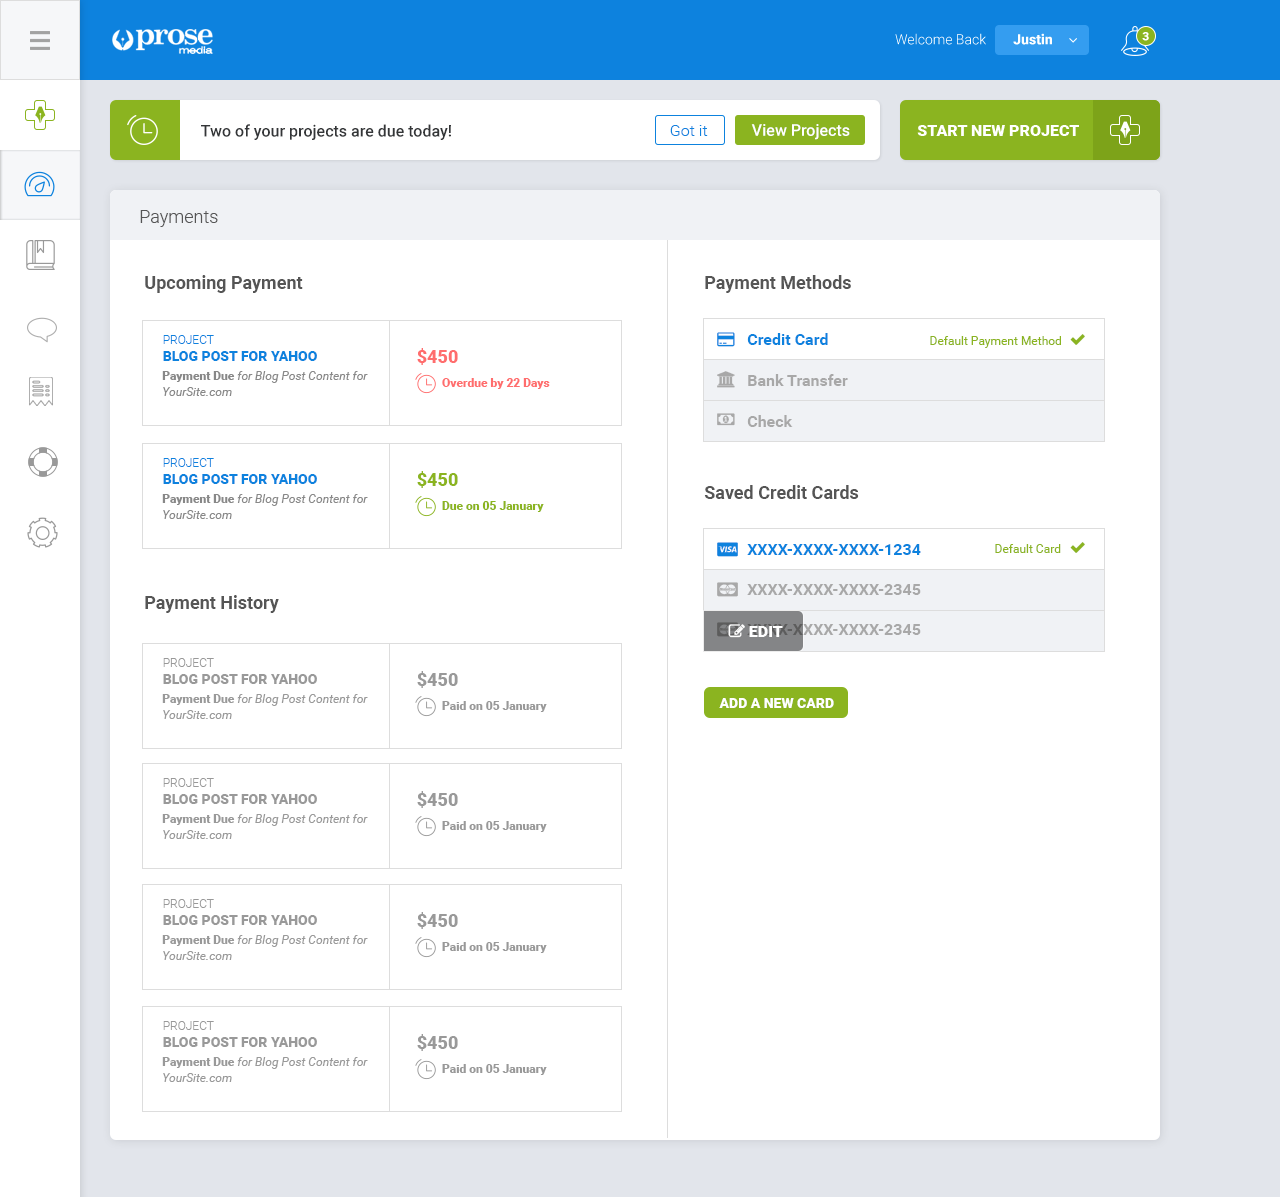 prose
media
Welcome Back
Justin
3
Two of your projects are due today!
Got it
View Projects
START NEW PROJECT
Payments
Upcoming Payment
PROJECT
BLOG POST FOR YAHOO
Payment Due for Blog Post Content for
YourSite.com
$450
Overdue by 22 Days
PROJECT
BLOG POST FOR YAHOO
Payment Due for Blog Post Content for
YourSite.com
$450
Due on 05 January
Payment History
PROJECT
BLOG POST FOR YAHOO
Payment Due for Blog Post Content for
YourSite.com
$450
Paid on 05 January
PROJECT
BLOG POST FOR YAHOO
Payment Due for Blog Post Content for
YourSite.com
$450
Paid on 05 January
PROJECT
BLOG POST FOR YAHOO
Payment Due for Blog Post Content for
YourSite.com
$450
Paid on 05 January
PROJECT
BLOG POST FOR YAHOO
Payment Due for Blog Post Content for
YourSite.com
$450
Paid on 05 January
Payment Methods
Credit Card
Default Payment Method
Bank Transfer
Check
Saved Credit Cards
VISA
XXXX-XXXX-XXXX-1234
Default Card
XXXX-XXXX-XXXX-2345
EDIT
XXXX-XXXX-XXXX-2345
ADD A NEW CARD